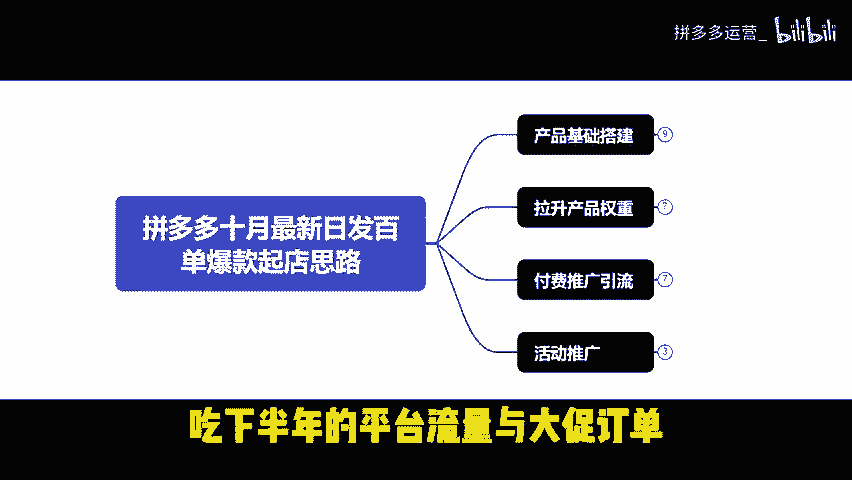 拼多多运营_ bilibili
产品基础搭建 9
拼多多十月最新日发百
单爆款起店思路
拉升产品权重
付费推广引流 7
活动推广 3
吃下半年的平台流量与大促订单